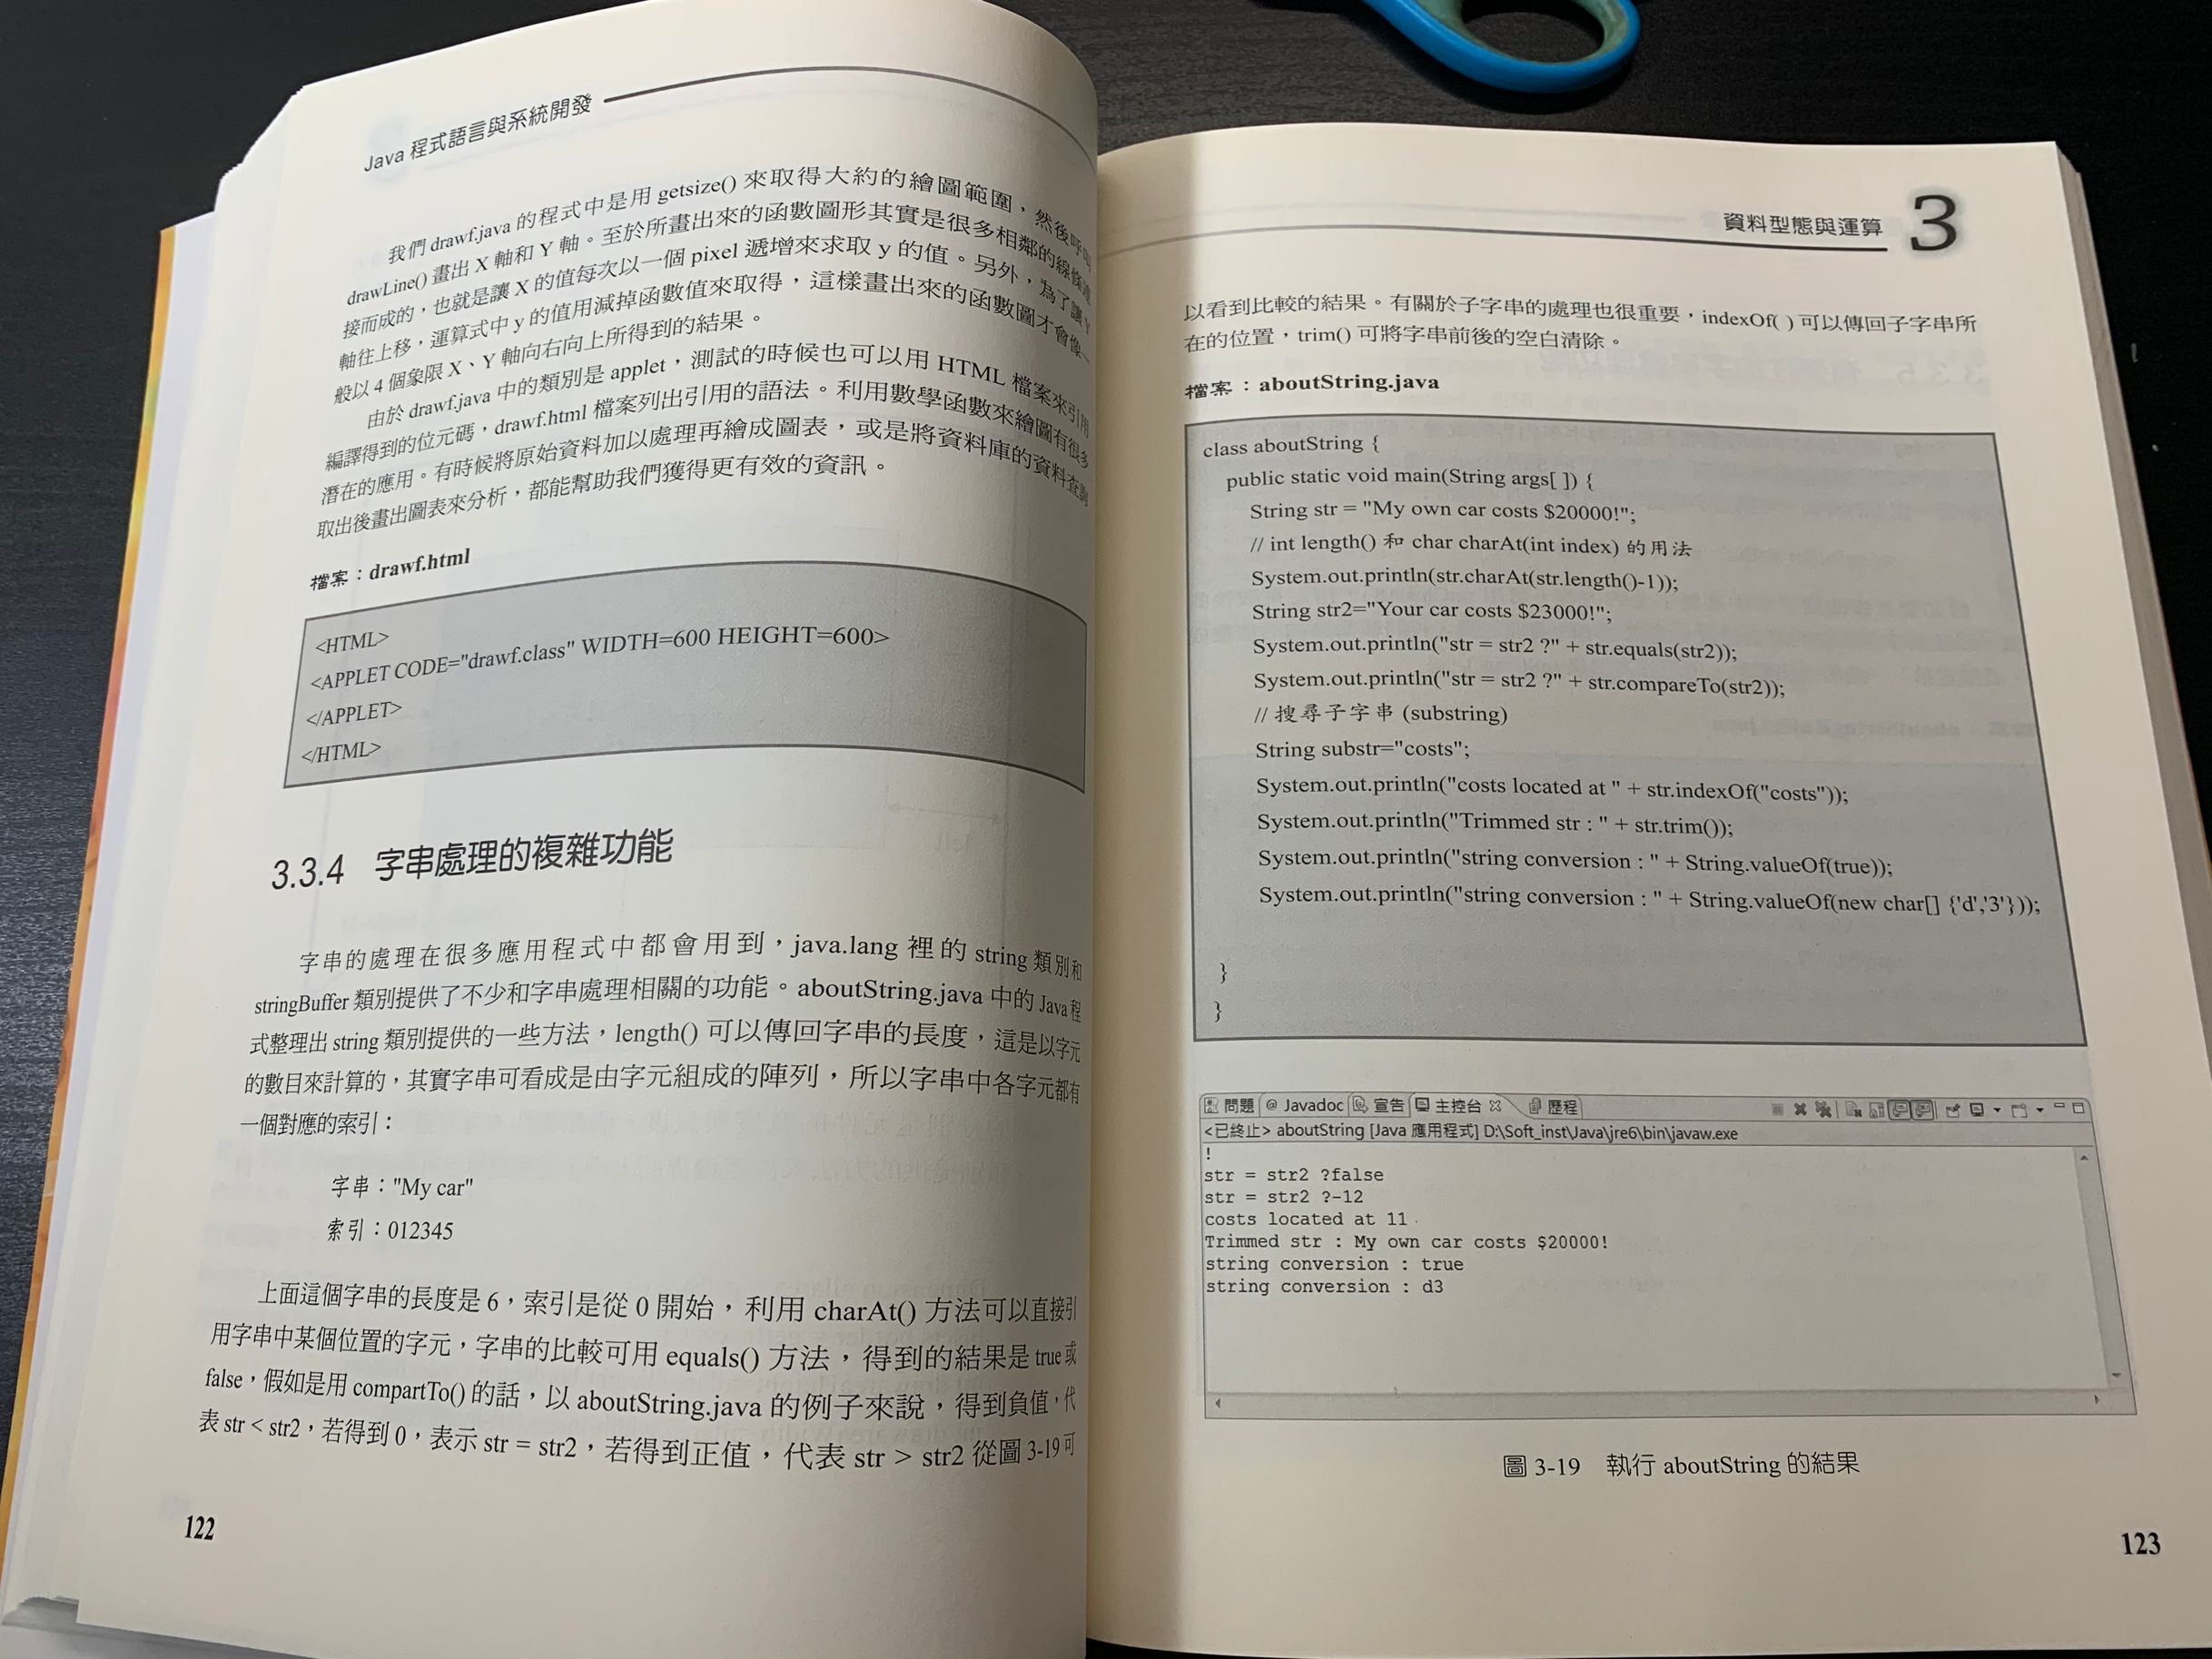 Java 程式語言與系統開發
我們 drawf.java 的程式中是用 getsize() 來取得大約的繪圖範圍，然後呼叫
drawLine() 畫出 X 軸和 Y 軸。至於所畫出來的函數圖形其實是很多相鄰的線條
接而成的，也就是讓 X 的值每次以一個 pixel 遞增來求取 y 的值。另外，為了讓 Y
軸往上移，運算式中 y 的值用減掉函數值來取得，這樣畫出來的函數圖才會像一
般以 4 個象限 X、Y 軸向右向上所得到的結果。
由於 drawf.java 中的類別是 applet，測試的時候也可以用 HTML 檔案來引用
編譯得到的位元碼，drawf.html 檔案列出引用的語法。利用數學函數來繪圖有很多
潛在的應用。有時候將原始資料加以處理再繪成圖表，或是將資料庫的資料查詢
取出後畫出圖表來分析，都能幫助我們獲得更有效的資訊。
檔案：drawf.html
<HTML>
<APPLET CODE="drawf.class" WIDTH=600 HEIGHT=600>
</APPLET>
</HTML>
3.3.4 字串處理的複雜功能
字串的處理在很多應用程式中都會用到，java.lang 裡的 string 類別和
stringBuffer 類別提供了不少和字串處理相關的功能。aboutString.java 中的 Java 程
式整理出 string 類別提供的一些方法，length() 可以傳回字串的長度，這是以字元
的數目來計算的，其實字串可看成是由字元組成的陣列，所以字串中各字元都有
一個對應的索引：
字串："My car"
索引：012345
上面這個字串的長度是 6，索引是從 0 開始，利用 charAt() 方法可以直接引
用字串中某個位置的字元，字串的比較可用 equals() 方法，得到的結果是 true 或
false，假如是用 compartTo() 的話，以 aboutString.java 的例子來說，得到負值，代
表 str < str2，若得到 0，表示 str = str2，若得到正值，代表 str > str2 從圖 3-19 可
122
資料型態與運算 3
以看到比較的結果。有關於子字串的處理也很重要，indexOf( ) 可以傳回子字串所
在的位置，trim() 可將字串前後的空白清除。
檔案：aboutString.java
class aboutString {
public static void main(String args[ ]) {
String str = "My own car costs $20000!";
// int length() 和 char charAt(int index) 的用法
System.out.println(str.charAt(str.length()-1));
String str2="Your car costs $23000!";
System.out.println("str = str2 ?" + str.equals(str2));
System.out.println("str = str2 ?" + str.compareTo(str2));
// 搜尋子字串 (substring)
String substr="costs";
System.out.println("costs located at " + str.indexOf("costs"));
System.out.println("Trimmed str : " + str.trim());
System.out.println("string conversion : " + String.valueOf(true));
System.out.println("string conversion : " + String.valueOf(new char[] {'d','3'}));
}
}
問題 @ Javadoc 宣告 主控台 歷程
<已終止> aboutString [Java 應用程式] D:\Soft_inst\Java\jre6\bin\javaw.exe
!
str = str2 ?false
str = str2 ?-12
costs located at 11
Trimmed str : My own car costs $20000!
string conversion : true
string conversion : d3
圖 3-19 執行 aboutString 的結果
123